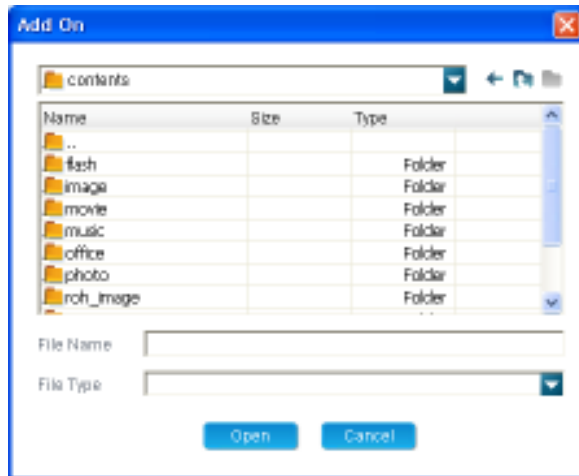 Add On
contents
Name Size Type
..
flash Folder
image Folder
movie Folder
music Folder
office Folder
photo Folder
roh_image Folder
File Name
File Type
Open Cancel